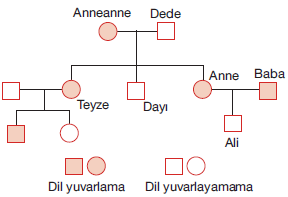 Anneanne Dede
Anne Baba
Teyze Dayı
Ali
Dil yuvarlama Dil yuvarlayamama